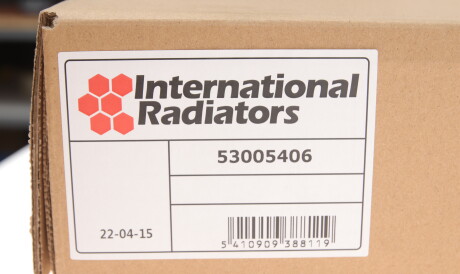 International
Radiators
53005406
22-04-15
5 410909 388119